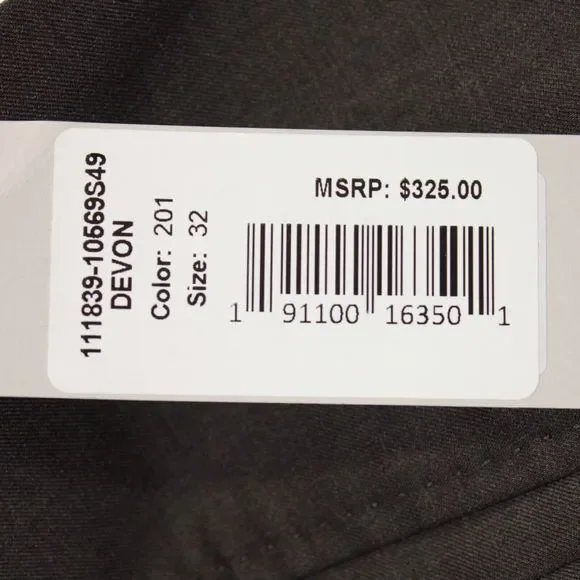 111839-10569S49
DEVON
Color: 201
Size: 32
MSRP: $325.00
1 91100 16350 1